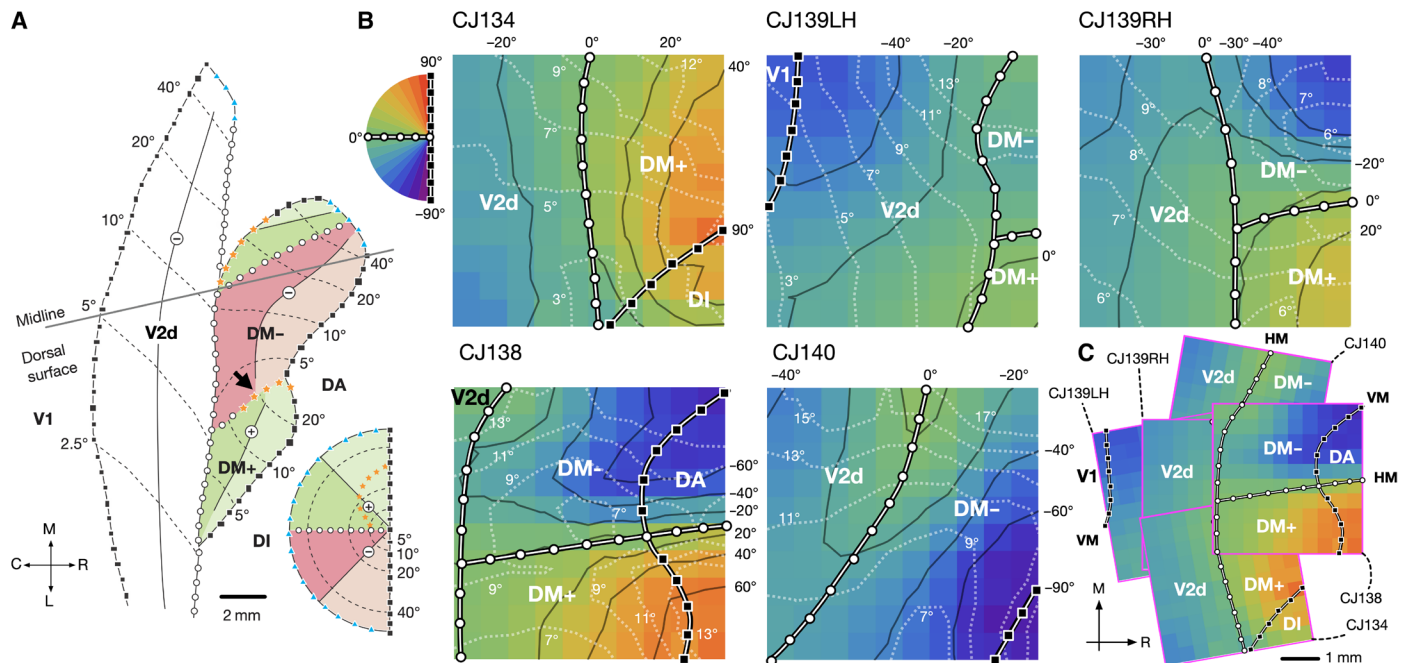 A
40°
20°
10°
5°
Midline
Dorsal
surface
V2d
V1
2.5°
DM−
DA
DM+
40°
20°
10°
5°
20°
10°
5°
−
−
+
DI
+
−
5°
10°
20°
40°
M
C
R
L
2 mm
B
90°
0°
−90°
CJ134
−20°
0°
20°
9°
12°
40°
7°
DM+
V2d
5°
90°
3°
DI
CJ139LH
−40°
−20°
V1
13°
11°
9°
DM−
7°
V2d
5°
3°
DM+
0°
CJ139RH
−30°
0°
−30°
−40°
8°
7°
9°
6°
8°
DM−
−20°
V2d
7°
0°
20°
DM+
6°
6°
CJ138
V2d
13°
11°
DM−
9°
DA
−60°
−40°
7°
−20°
20°
40°
9°
DM+
9°
60°
11°
7°
13°
CJ140
−40°
0°
−20°
15°
17°
13°
V2d
11°
DM−
9°
7°
C
HM
CJ140
CJ139RH
V2d
DM−
CJ139LH
VM
−40°
DM−
V1
V2d
DA
−60°
HM
DM+
VM
−90°
V2d
DM+
CJ138
M
DI
R
CJ134
1 mm